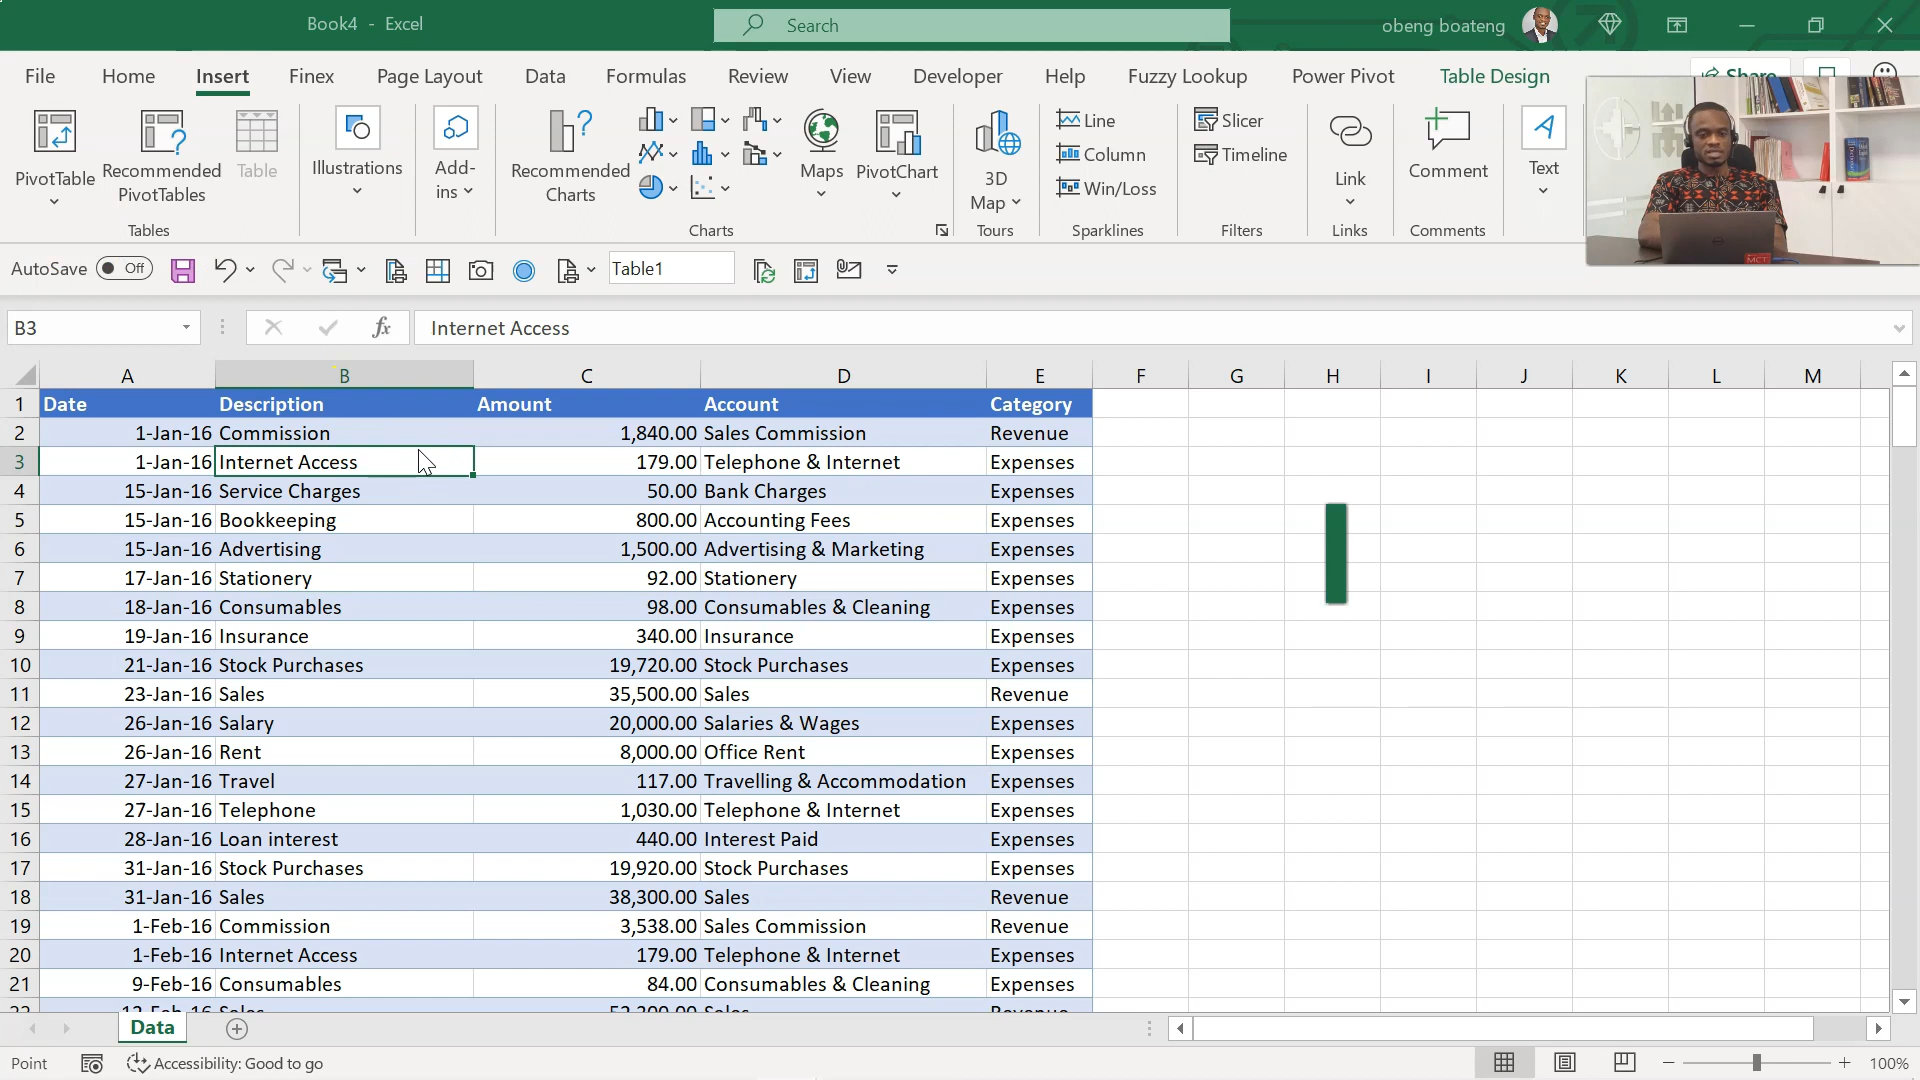 Book4 - Excel
Search
obeng boateng
File Home Insert Finex Page Layout Data Formulas Review View Developer Help Fuzzy Lookup Power Pivot Table Design
Share
PivotTable
Recommended PivotTables
Table
Tables
Illustrations
Add-ins
Recommended Charts
Maps
PivotChart
Charts
3D Map
Tours
Line
Column
Win/Loss
Sparklines
Slicer
Timeline
Filters
Link
Links
Comment
Comments
Text
MCT
AutoSave Off
Table1
B3
fx
Internet Access
A B C D E F G H I J K L M
1 Date Description Amount Account Category
2 1-Jan-16 Commission 1,840.00 Sales Commission Revenue
3 1-Jan-16 Internet Access 179.00 Telephone & Internet Expenses
4 15-Jan-16 Service Charges 50.00 Bank Charges Expenses
5 15-Jan-16 Bookkeeping 800.00 Accounting Fees Expenses
6 15-Jan-16 Advertising 1,500.00 Advertising & Marketing Expenses
7 17-Jan-16 Stationery 92.00 Stationery Expenses
8 18-Jan-16 Consumables 98.00 Consumables & Cleaning Expenses
9 19-Jan-16 Insurance 340.00 Insurance Expenses
10 21-Jan-16 Stock Purchases 19,720.00 Stock Purchases Expenses
11 23-Jan-16 Sales 35,500.00 Sales Revenue
12 26-Jan-16 Salary 20,000.00 Salaries & Wages Expenses
13 26-Jan-16 Rent 8,000.00 Office Rent Expenses
14 27-Jan-16 Travel 117.00 Travelling & Accommodation Expenses
15 27-Jan-16 Telephone 1,030.00 Telephone & Internet Expenses
16 28-Jan-16 Loan interest 440.00 Interest Paid Expenses
17 31-Jan-16 Stock Purchases 19,920.00 Stock Purchases Expenses
18 31-Jan-16 Sales 38,300.00 Sales Revenue
19 1-Feb-16 Commission 3,538.00 Sales Commission Revenue
20 1-Feb-16 Internet Access 179.00 Telephone & Internet Expenses
21 9-Feb-16 Consumables 84.00 Consumables & Cleaning Expenses
Data
Point
Accessibility: Good to go
100%